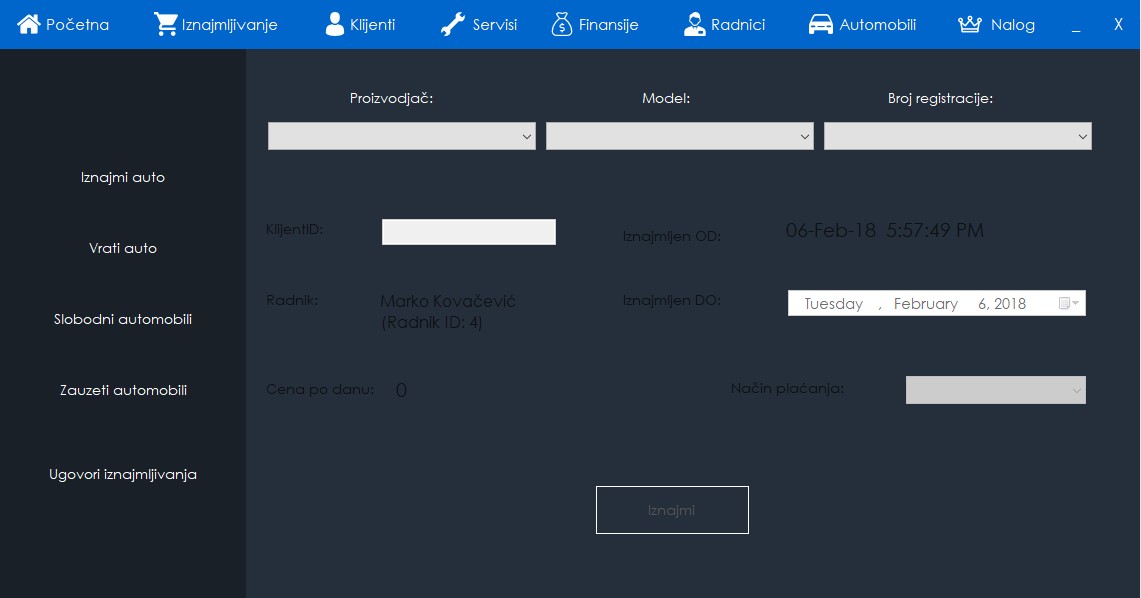 Početna Iznajmljivanje Klijenti Servisi Finansije Radnici Automobili Nalog _ X
Proizvodjač: Model: Broj registracije:
Iznajmi auto
Vrati auto
Slobodni automobili
Zauzeti automobili
Ugovori iznajmljivanja
KlijentID: Iznajmljen OD: 06-Feb-18 5:57:49 PM
Radnik: Marko Kovačević Iznajmljen DO: Tuesday , February 6, 2018
(Radnik ID: 4)
Cena po danu: 0 Način plaćanja:
Iznajmi